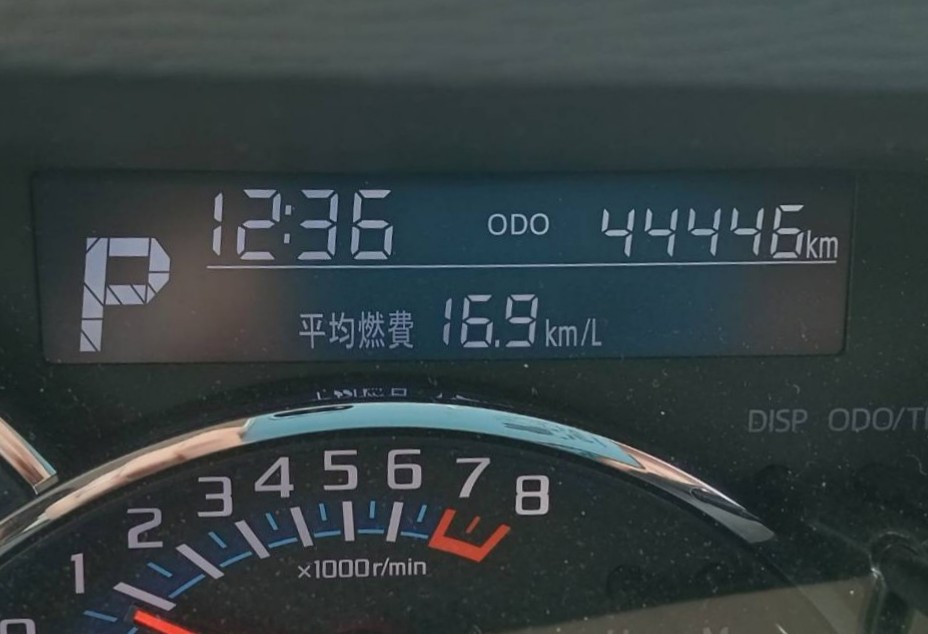 12:36 ODO 44446km
P
平均燃費 16.9km/L
DISP ODO/T
0 1 2 3 4 5 6 7 8
×1000r/min